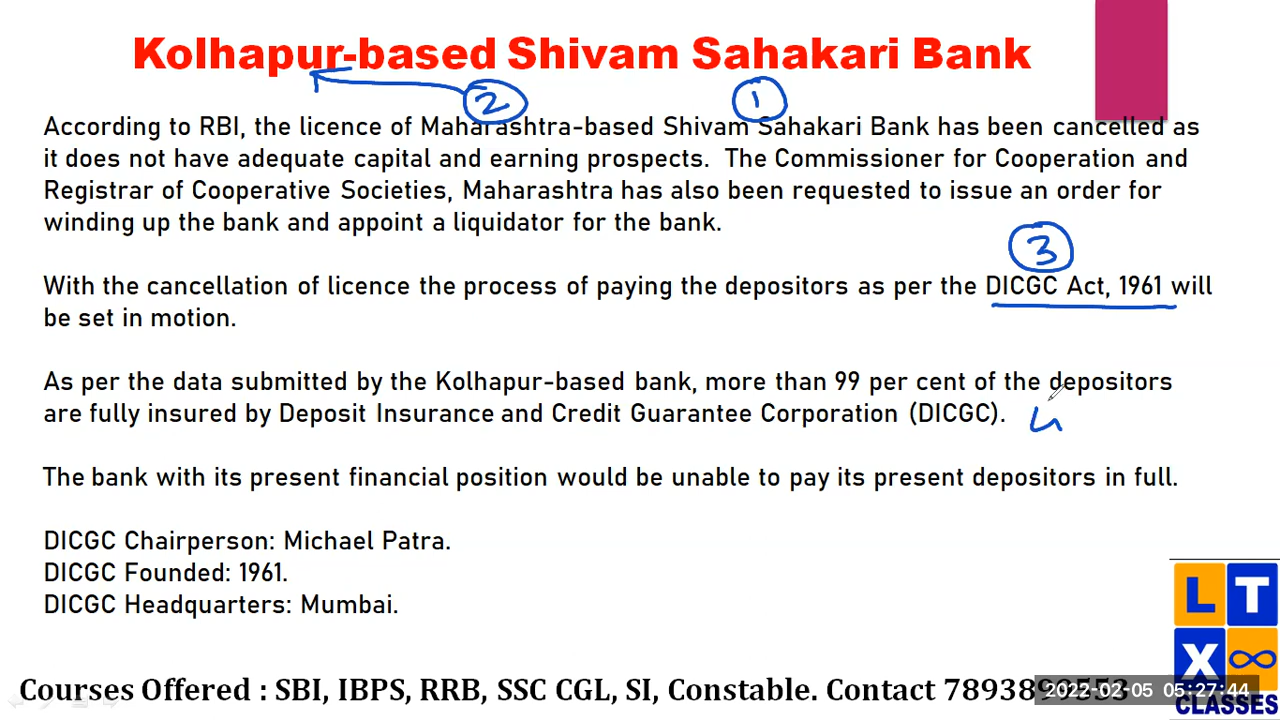 Kolhapur-based Shivam Sahakari Bank
2
1
According to RBI, the licence of Maharashtra-based Shivam Sahakari Bank has been cancelled as
it does not have adequate capital and earning prospects. The Commissioner for Cooperation and
Registrar of Cooperative Societies, Maharashtra has also been requested to issue an order for
winding up the bank and appoint a liquidator for the bank.
3
With the cancellation of licence the process of paying the depositors as per the DICGC Act, 1961 will
be set in motion.
As per the data submitted by the Kolhapur-based bank, more than 99 per cent of the depositors
are fully insured by Deposit Insurance and Credit Guarantee Corporation (DICGC).
The bank with its present financial position would be unable to pay its present depositors in full.
DICGC Chairperson: Michael Patra.
DICGC Founded: 1961.
DICGC Headquarters: Mumbai.
L T
X ∞
CLASSES
Courses Offered : SBI, IBPS, RRB, SSC CGL, SI, Constable. Contact 7893899553
2022-02-05 05:27:44